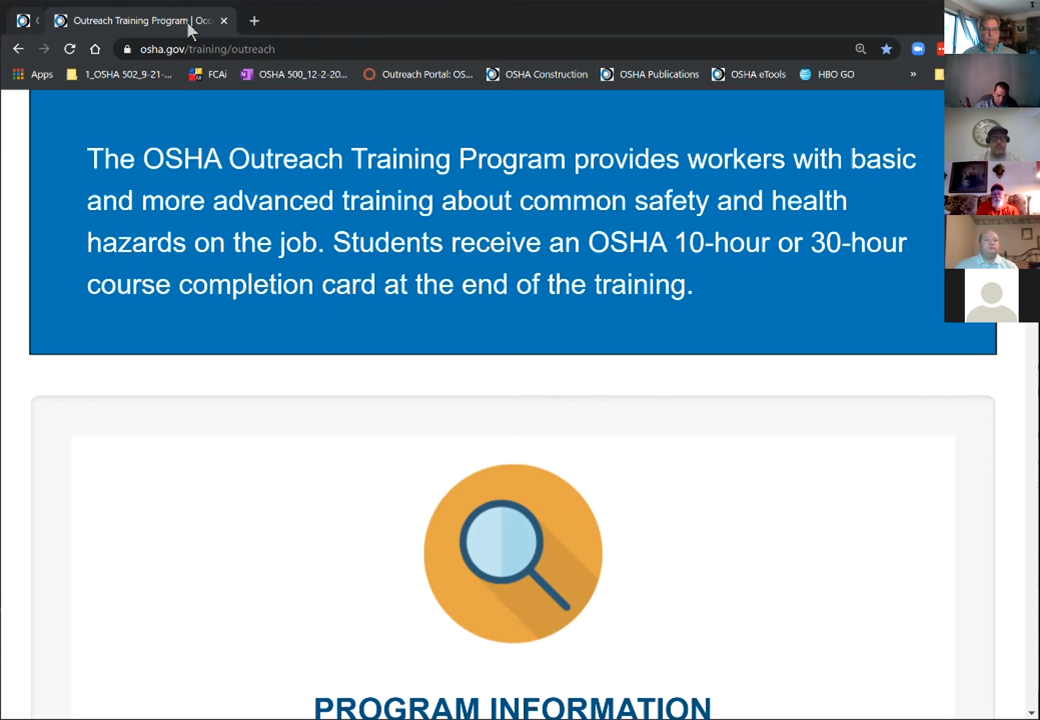 Outreach Training Program | Occ
osha.gov/training/outreach
Apps 1_OSHA 502_9-21-... FCAi OSHA 500_12-2-20... Outreach Portal: OS... OSHA Construction OSHA Publications OSHA eTools HBO GO »
The OSHA Outreach Training Program provides workers with basic
and more advanced training about common safety and health
hazards on the job. Students receive an OSHA 10-hour or 30-hour
course completion card at the end of the training.
PROGRAM INFORMATION